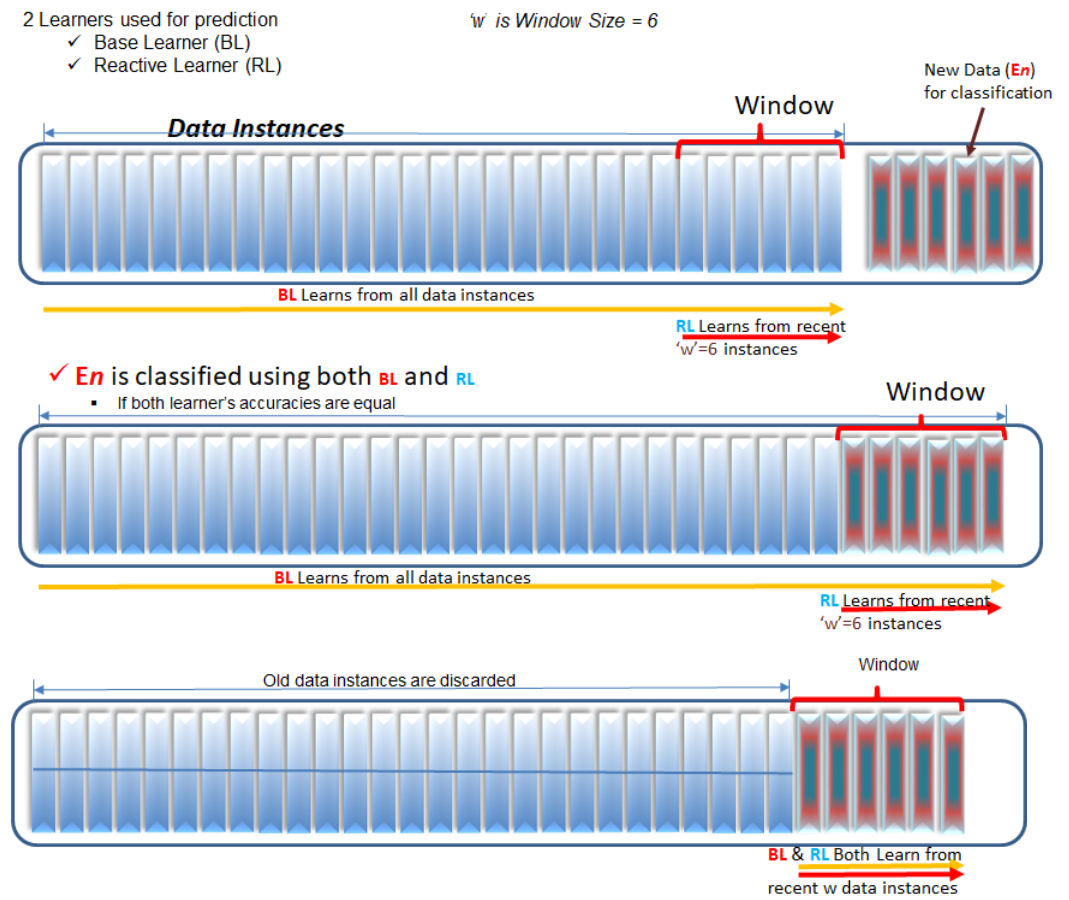 2 Learners used for prediction
✓ Base Learner (BL)
✓ Reactive Learner (RL)
'w' is Window Size = 6
New Data (En)
for classification
Window
Data Instances
BL Learns from all data instances
RL Learns from recent
'w'=6 instances
✓ En is classified using both BL and RL
▪ If both learner's accuracies are equal
Window
BL Learns from all data instances
RL Learns from recent
'w'=6 instances
Window
Old data instances are discarded
BL & RL Both Learn from
recent w data instances